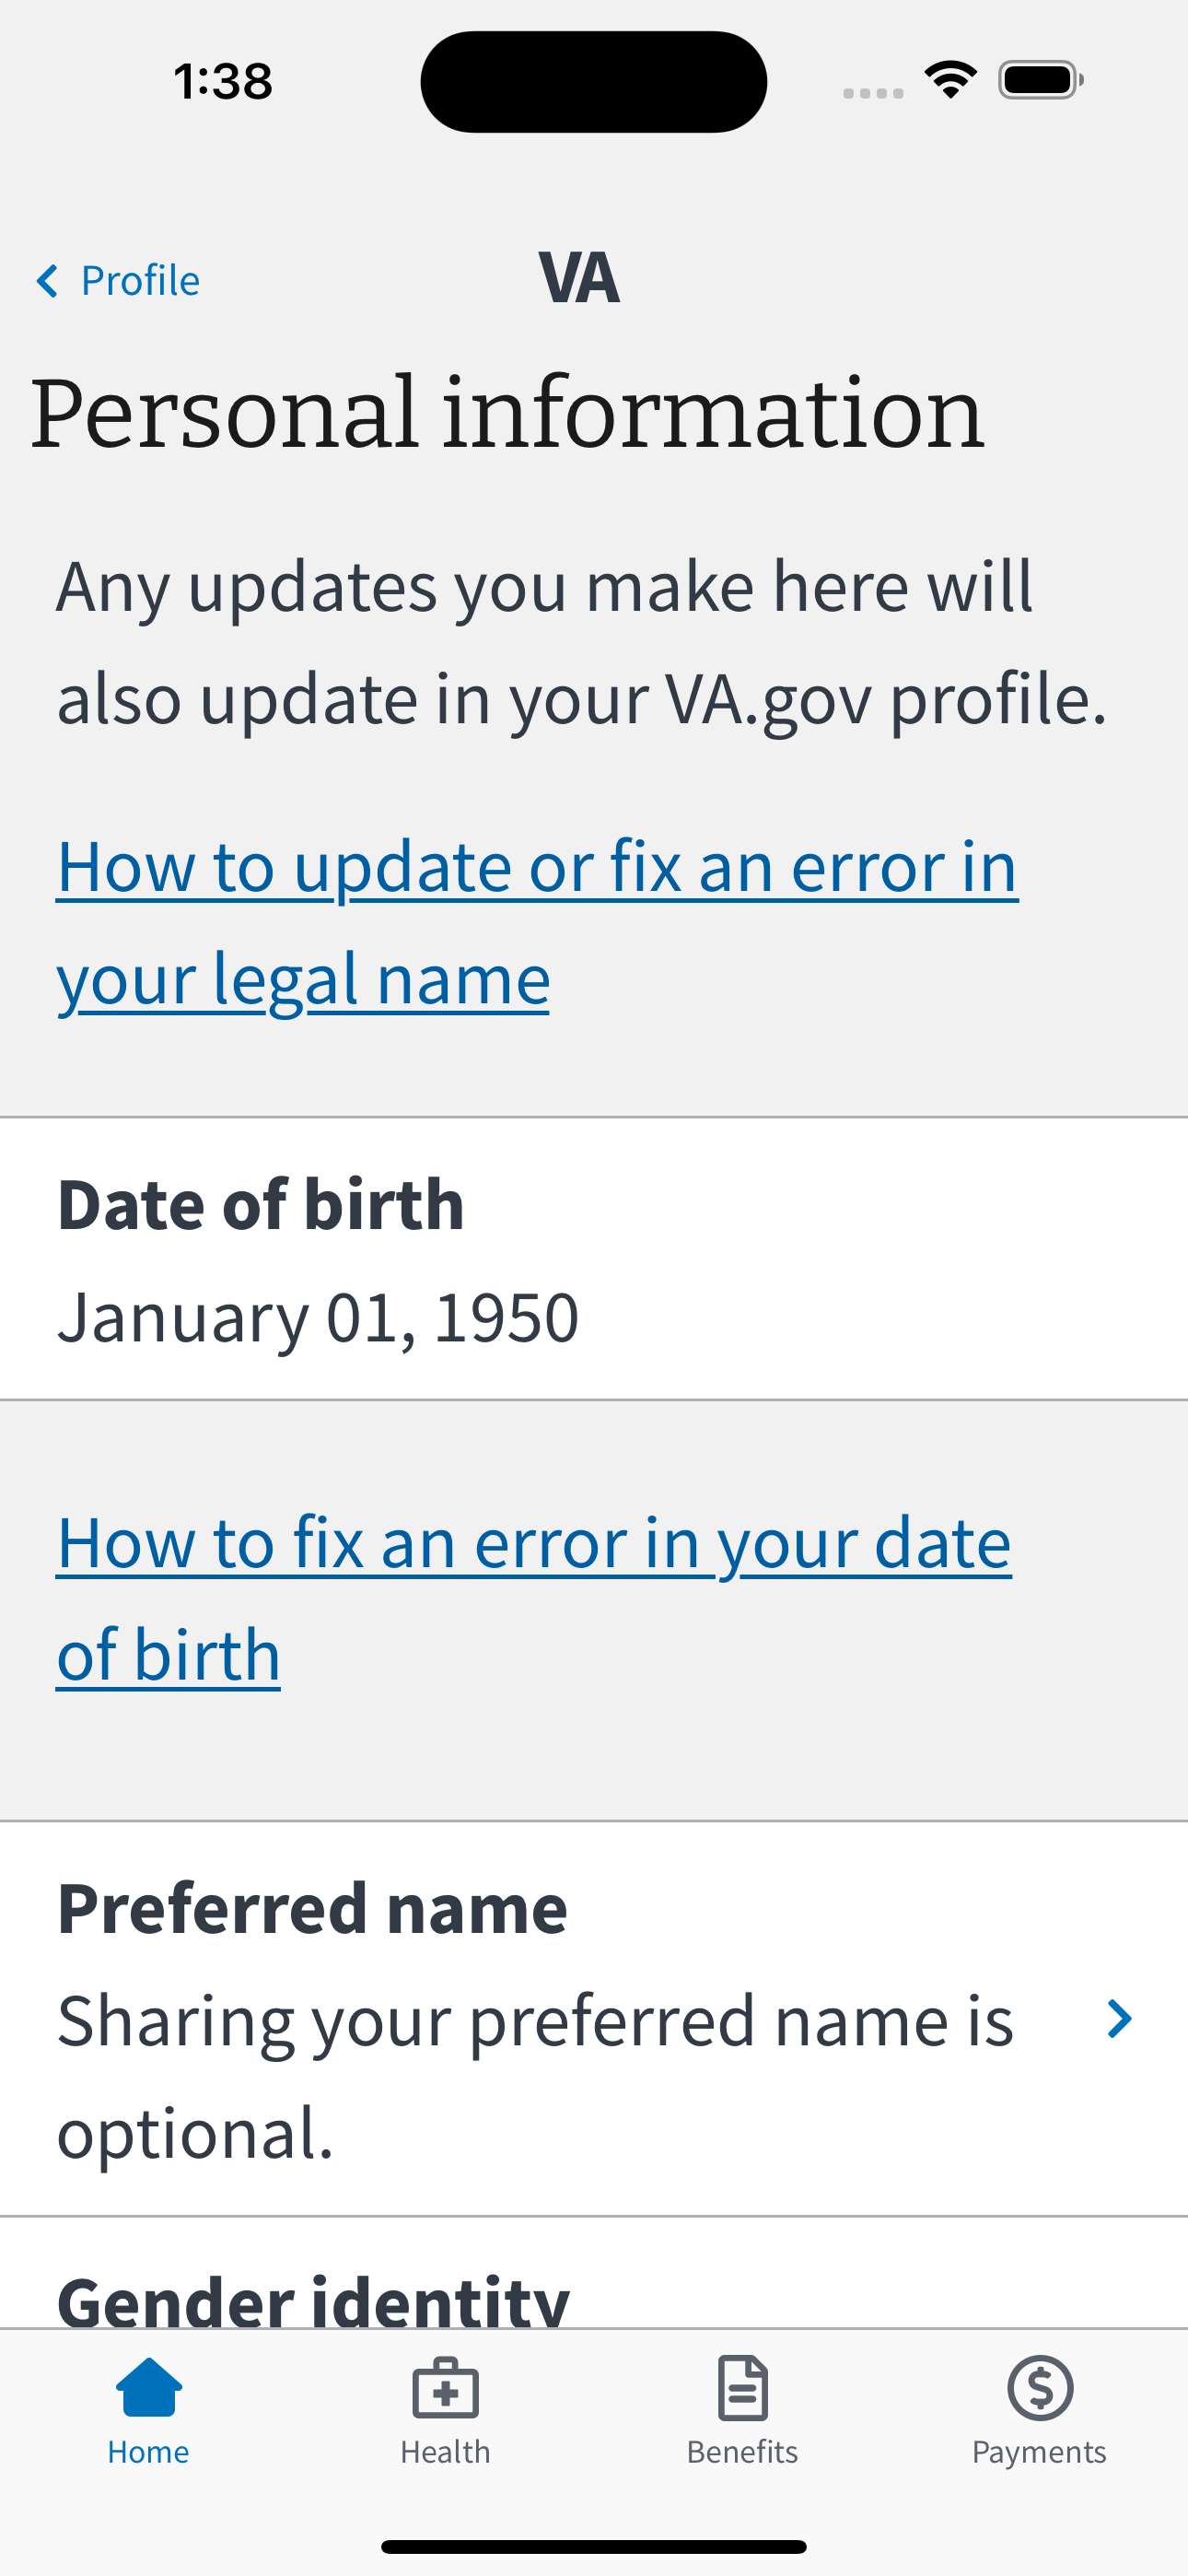 1:38
Profile
VA
Personal information
Any updates you make here will
also update in your VA.gov profile.
How to update or fix an error in
your legal name
Date of birth
January 01, 1950
How to fix an error in your date
of birth
Preferred name
Sharing your preferred name is
optional.
Gender identity
Home
Health
Benefits
Payments